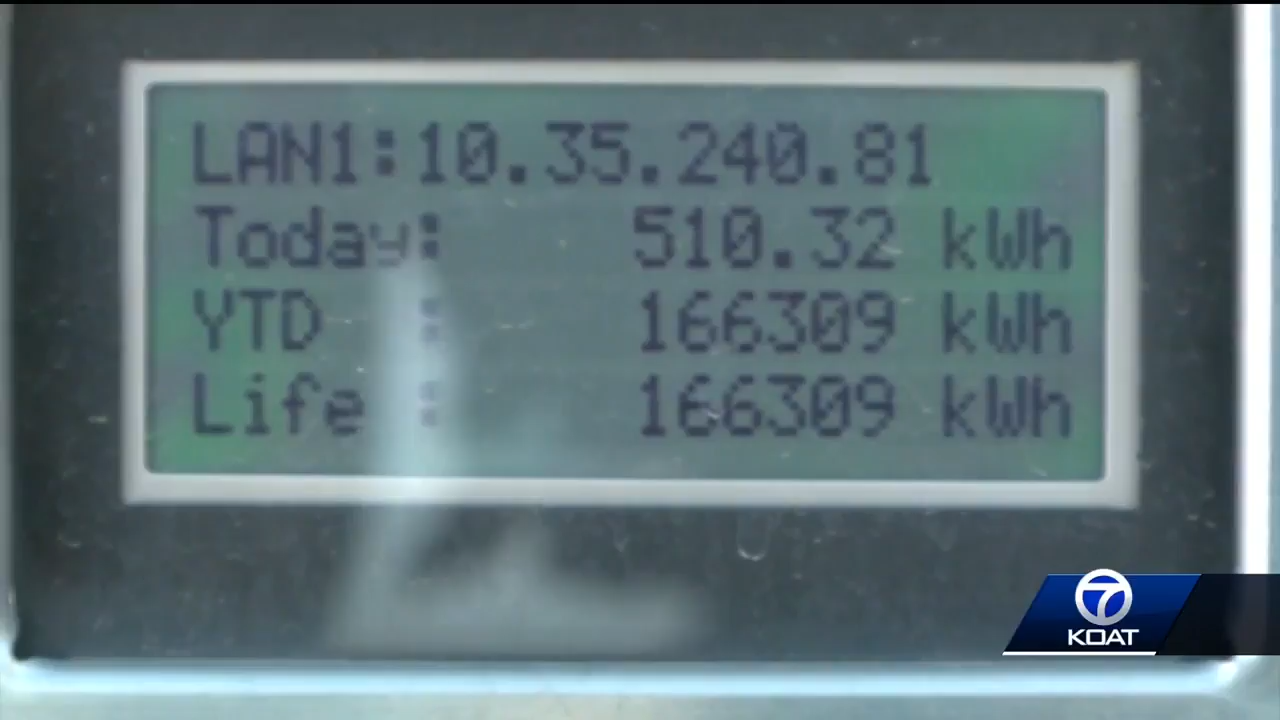 LAN1:10.35.240.81
Today: 510.32 kWh
YTD : 166309 kWh
Life : 166309 kWh
7
KOAT